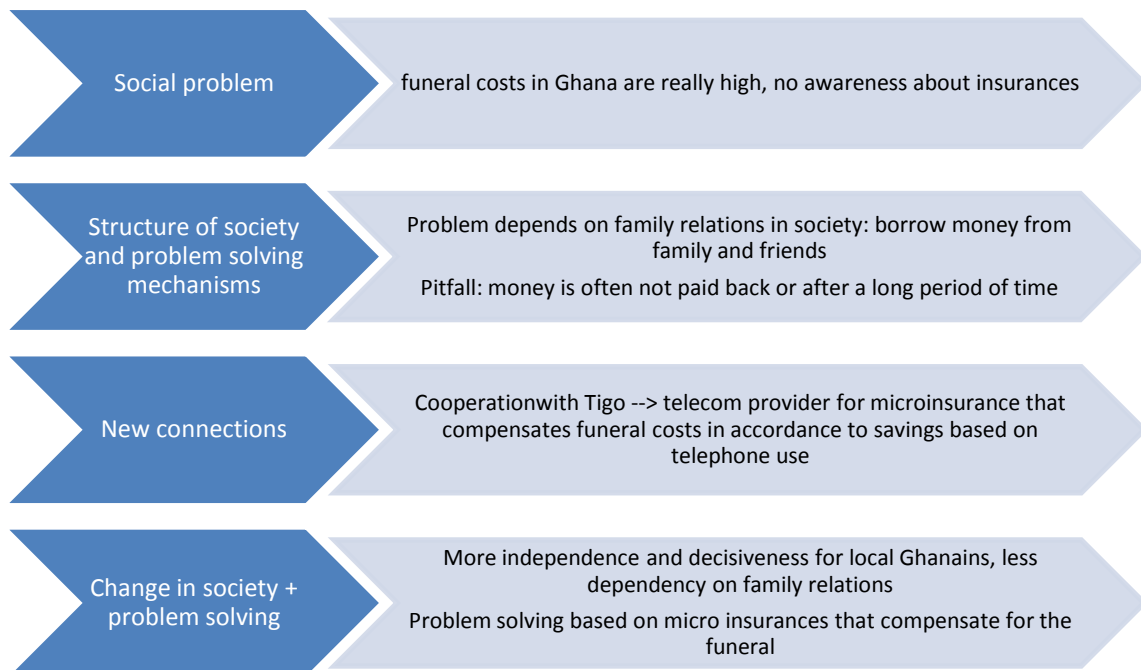 Social problem
funeral costs in Ghana are really high, no awareness about insurances
Structure of society
and problem solving
mechanisms
Problem depends on family relations in society: borrow money from
family and friends
Pitfall: money is often not paid back or after a long period of time
New connections
Cooperationwith Tigo --> telecom provider for microinsurance that
compensates funeral costs in accordance to savings based on
telephone use
Change in society +
problem solving
More independence and decisiveness for local Ghanains, less
dependency on family relations
Problem solving based on micro insurances that compensate for the
funeral